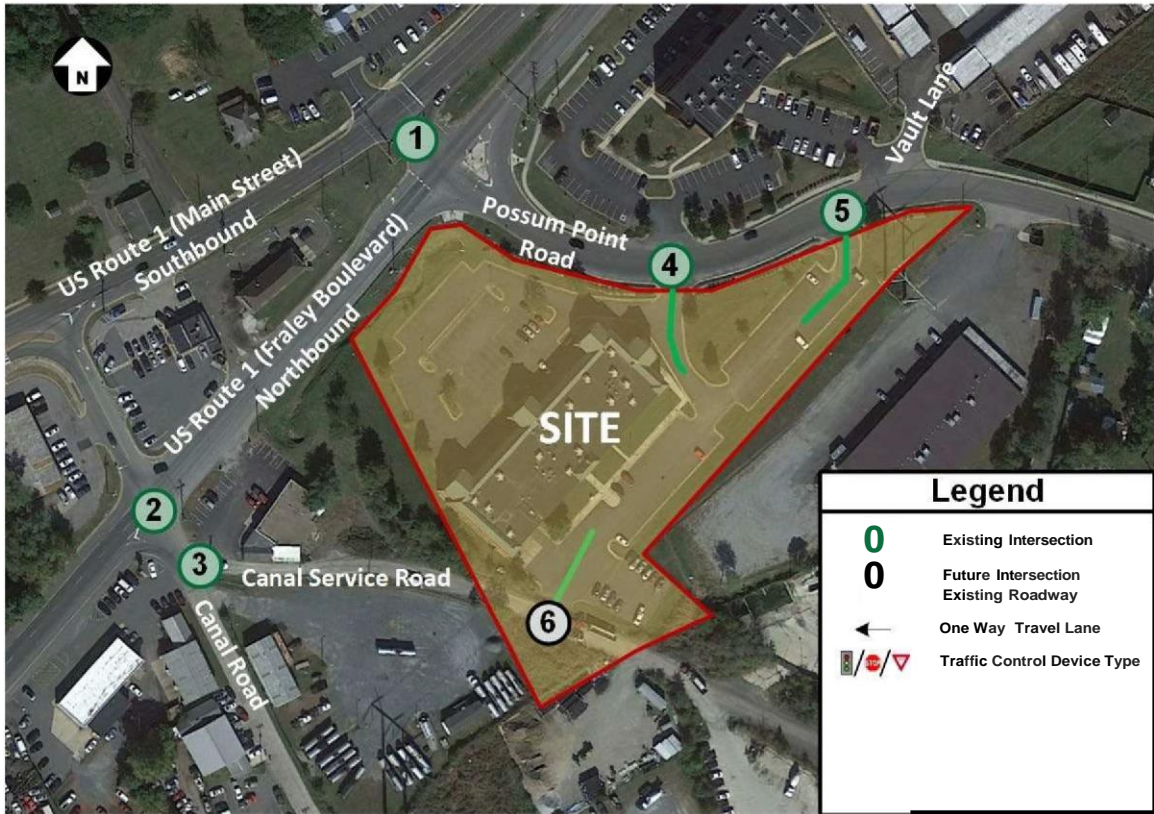 N
1
US Route 1 (Main Street)
Southbound
US Route 1 (Fraley Boulevard)
Northbound
Possum Point
Road
Vault Lane
5
4
SITE
2
3
Canal Service Road
Canal Road
6
Legend
0 Existing Intersection
0 Future Intersection
Existing Roadway
One Way Travel Lane
STOP
Traffic Control Device Type